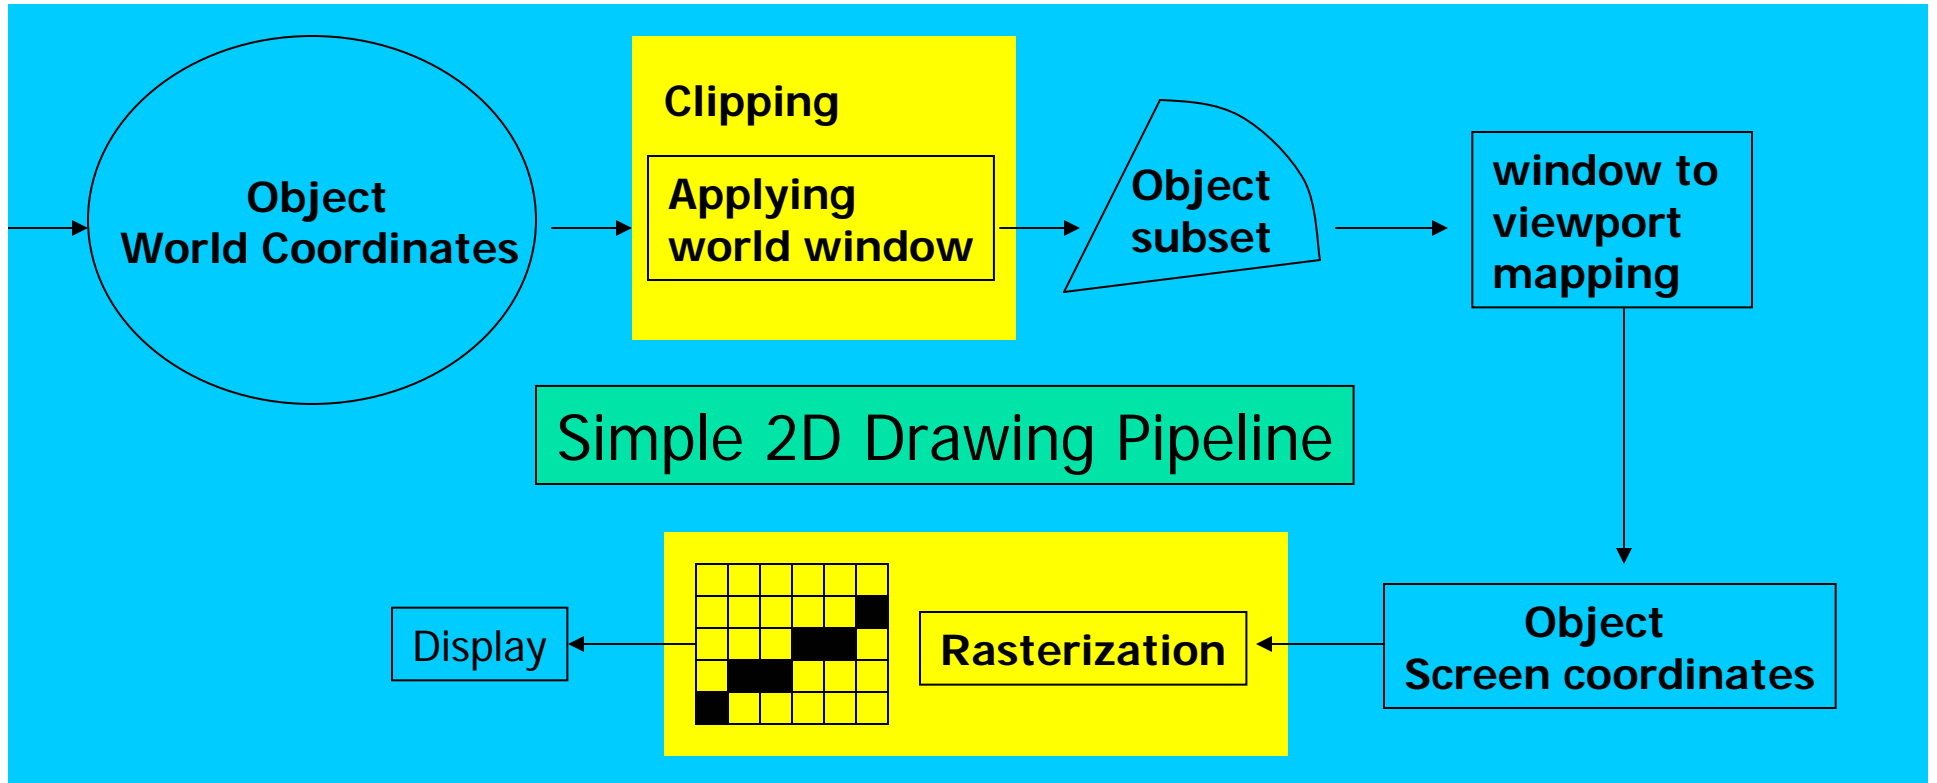 Object
World Coordinates
Clipping
Applying
world window
Object
subset
window to
viewport
mapping
Simple 2D Drawing Pipeline
Display
Rasterization
Object
Screen coordinates